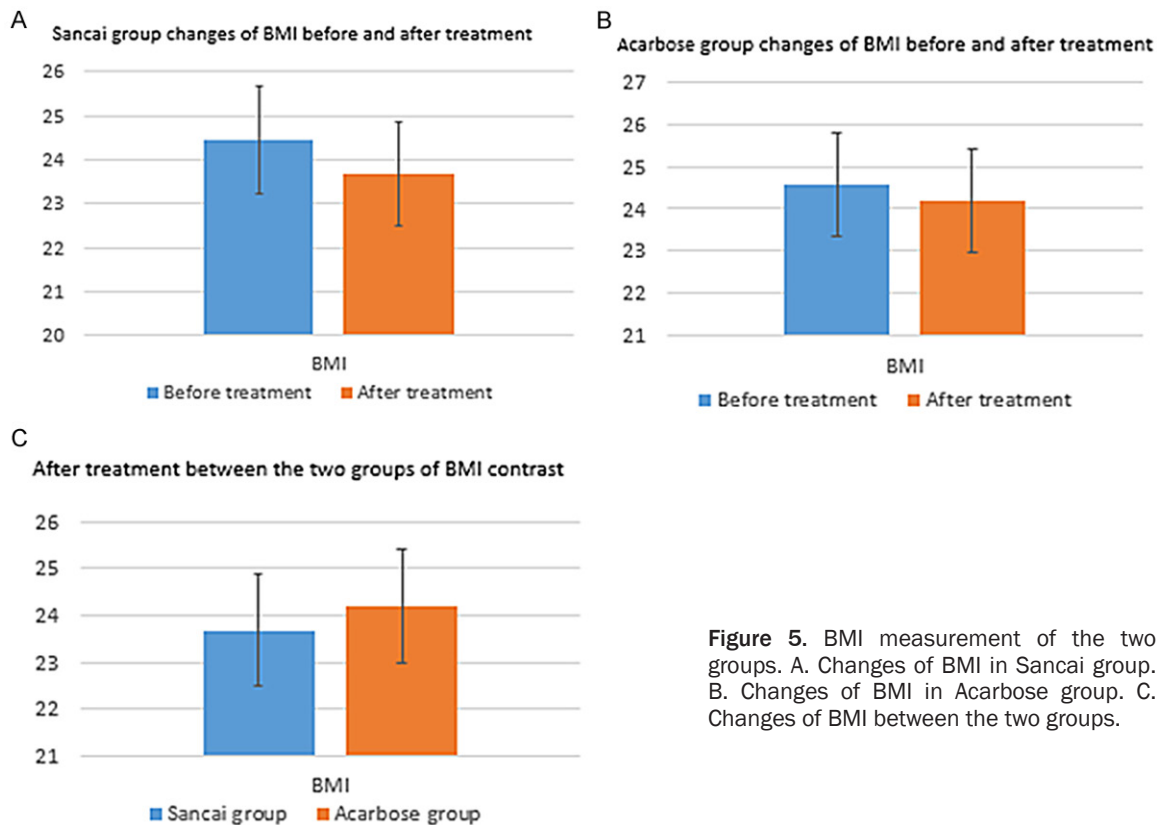 A
Sancai group changes of BMI before and after treatment
26
25
24
23
22
21
20
BMI
Before treatment After treatment
B
Acarbose group changes of BMI before and after treatment
27
26
25
24
23
22
21
BMI
Before treatment After treatment
C
After treatment between the two groups of BMI contrast
26
25
24
23
22
21
BMI
Sancai group Acarbose group
Figure 5. BMI measurement of the two
groups. A. Changes of BMI in Sancai group.
B. Changes of BMI in Acarbose group. C.
Changes of BMI between the two groups.